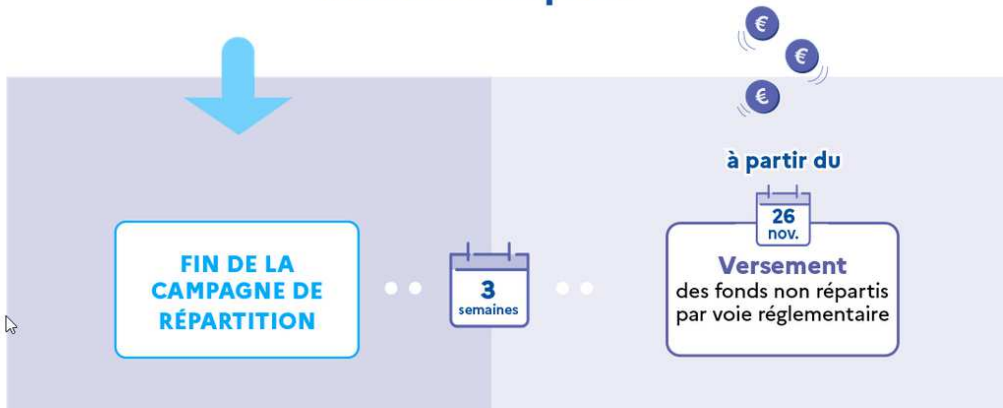 €
€
€
à partir du
26
nov.
FIN DE LA
CAMPAGNE DE
RÉPARTITION
3
semaines
Versement
des fonds non répartis
par voie réglementaire